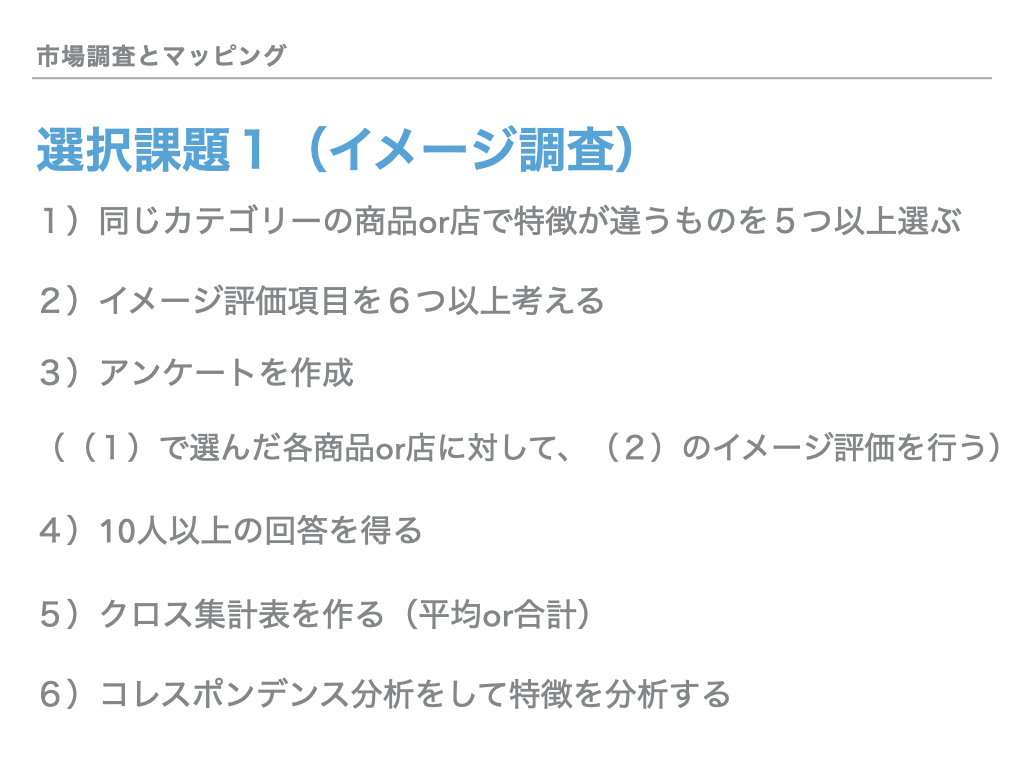 市場調査とマッピング
選択課題１（イメージ調査）
１）同じカテゴリーの商品or店で特徴が違うものを５つ以上選ぶ
２）イメージ評価項目を６つ以上考える
３）アンケートを作成
（（１）で選んだ各商品or店に対して、（２）のイメージ評価を行う）
４）10人以上の回答を得る
５）クロス集計表を作る（平均or合計）
６）コレスポンデンス分析をして特徴を分析する